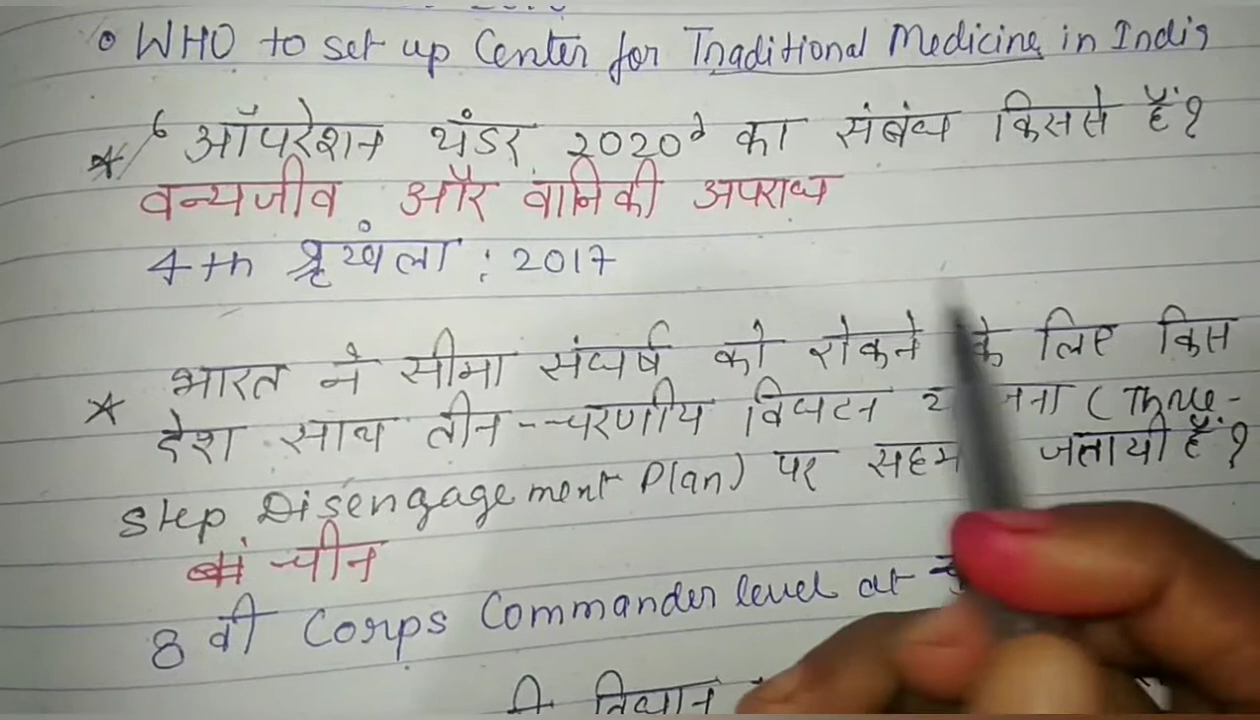 • WHO to set up Center for Traditional Medicine in India
* 'ऑपरेशन थंडर 2020' का संबंध किससे हैं?
वन्यजीव और वानिकी अपराध
4th श्रृंखला : 2017
* भारत ने सीमा संघर्ष को रोकने के लिए किस
देश साथ तीन-चरणीय विघटन (Three-
Step Disengagement Plan) पर जतायी हैं?
चीन
8 वी Corps Commander level at